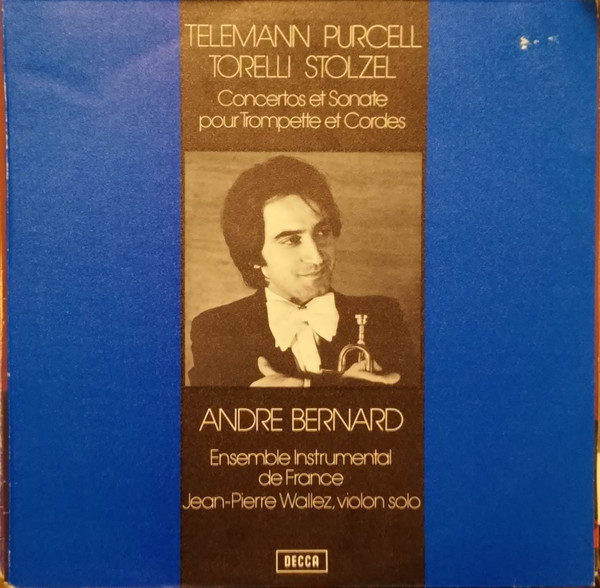 TELEMANN PURCELL
TORELLI STOLZEL
Concertos et Sonate
pour Trompette et Cordes
ANDRE BERNARD
Ensemble Instrumental
de France
Jean-Pierre Wallez, violon solo
DECCA